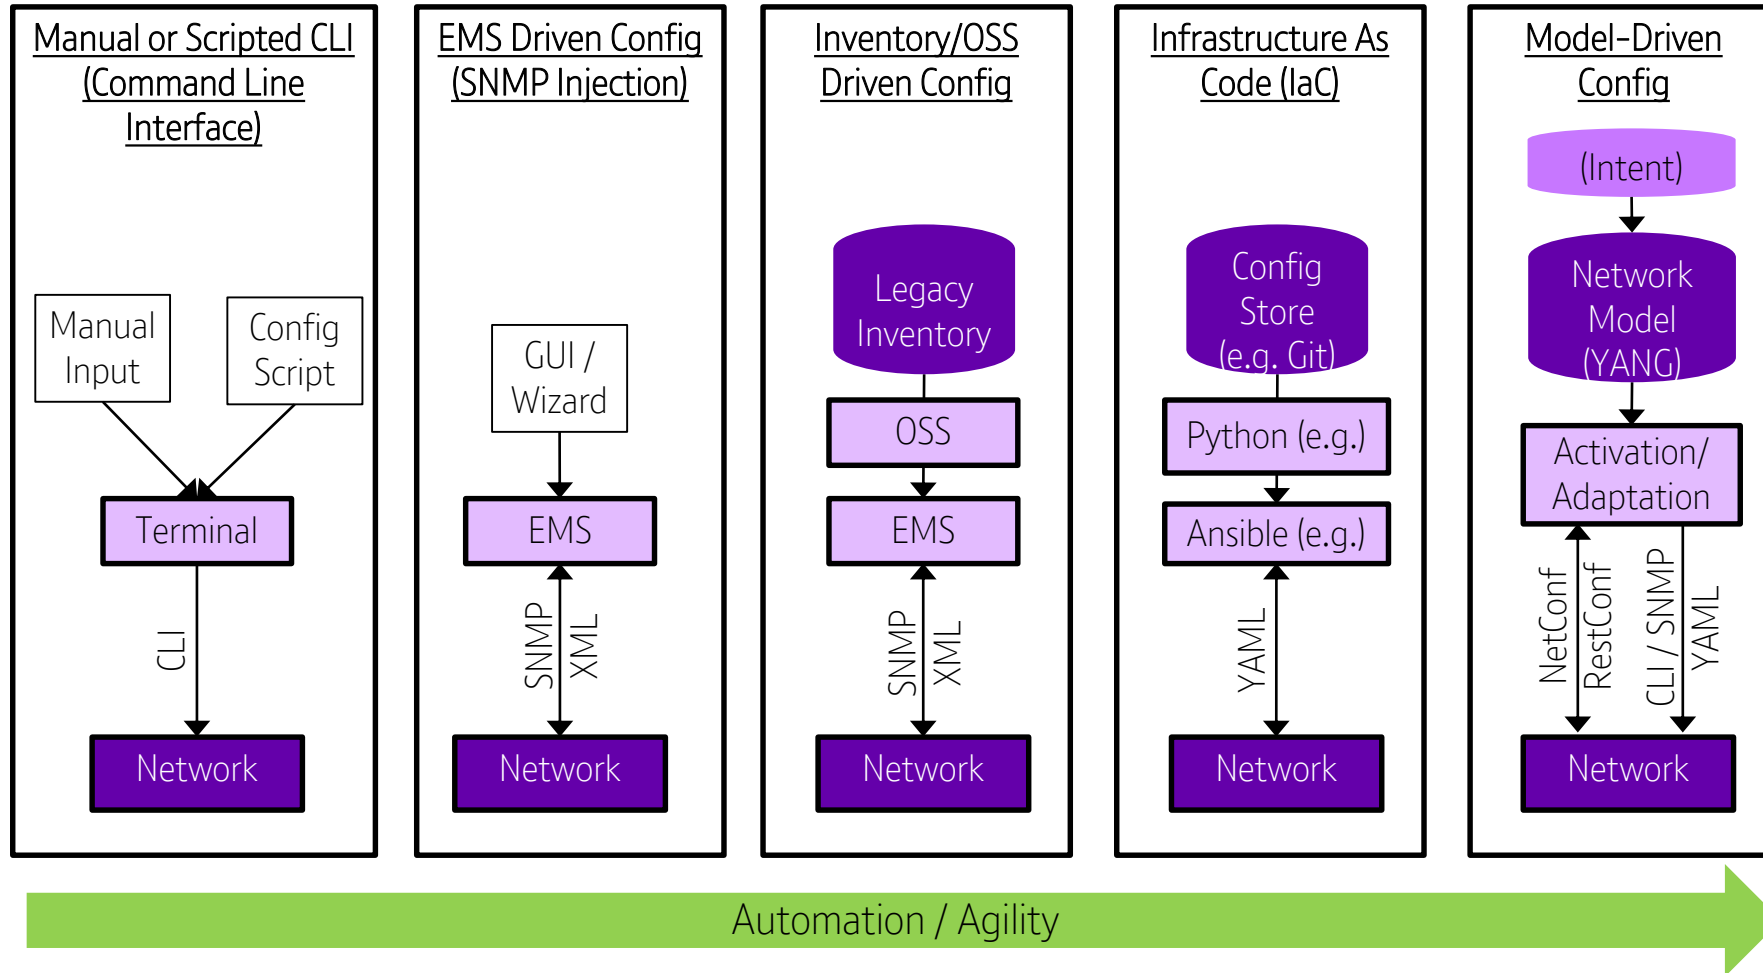 Manual or Scripted CLI
(Command Line
Interface)
Manual
Input
Config
Script
Terminal
CLI
Network
EMS Driven Config
(SNMP Injection)
GUI /
Wizard
EMS
SNMP
XML
Network
Inventory/OSS
Driven Config
Legacy
Inventory
OSS
EMS
SNMP
XML
Network
Infrastructure As
Code (IaC)
Config
Store
(e.g. Git)
Python (e.g.)
Ansible (e.g.)
YAML
Network
Model-Driven
Config
(Intent)
Network
Model
(YANG)
Activation/
Adaptation
NetConf
RestConf
CLI / SNMP
YAML
Network
Automation / Agility